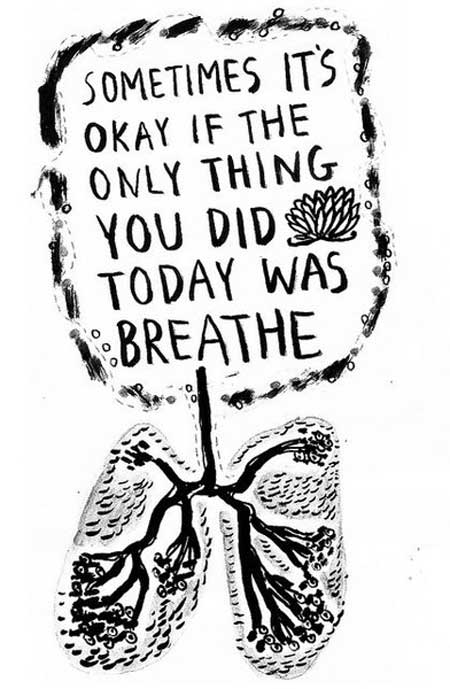 SOMETIMES IT'S
OKAY IF THE
ONLY THING
YOU DID
TODAY WAS
BREATHE